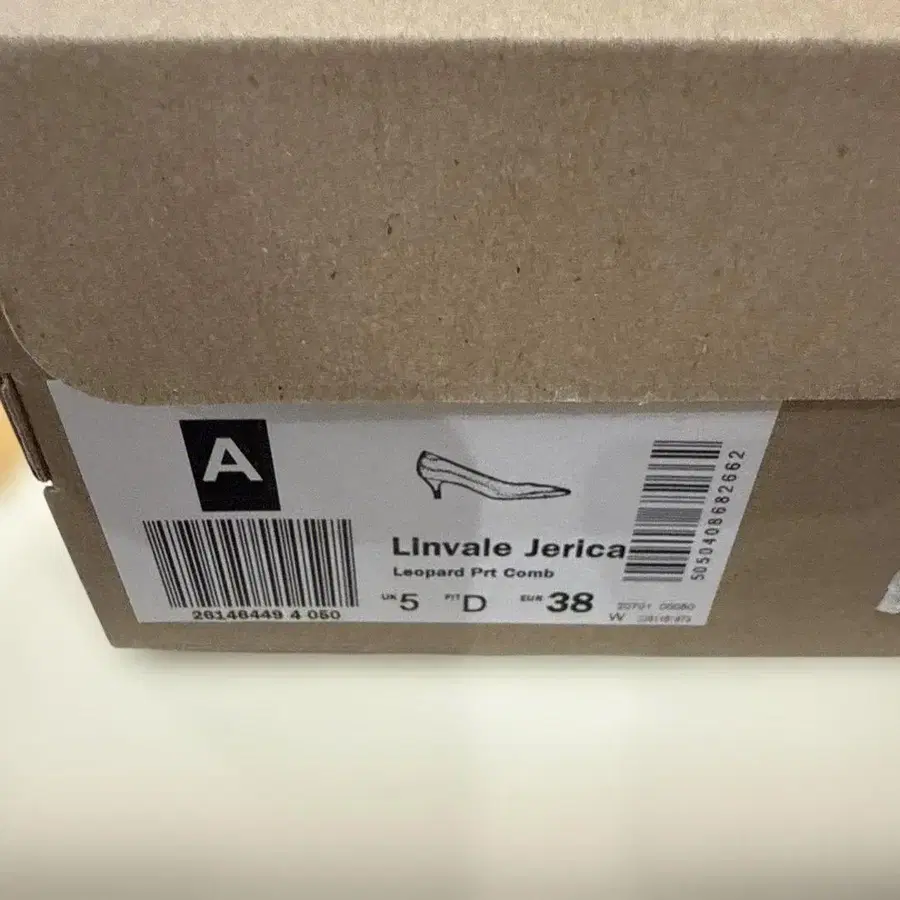 A
26146449 4 050
Linvale Jerica
Leopard Prt Comb
UK 5 FIT D EUR 38
W
5050408682662